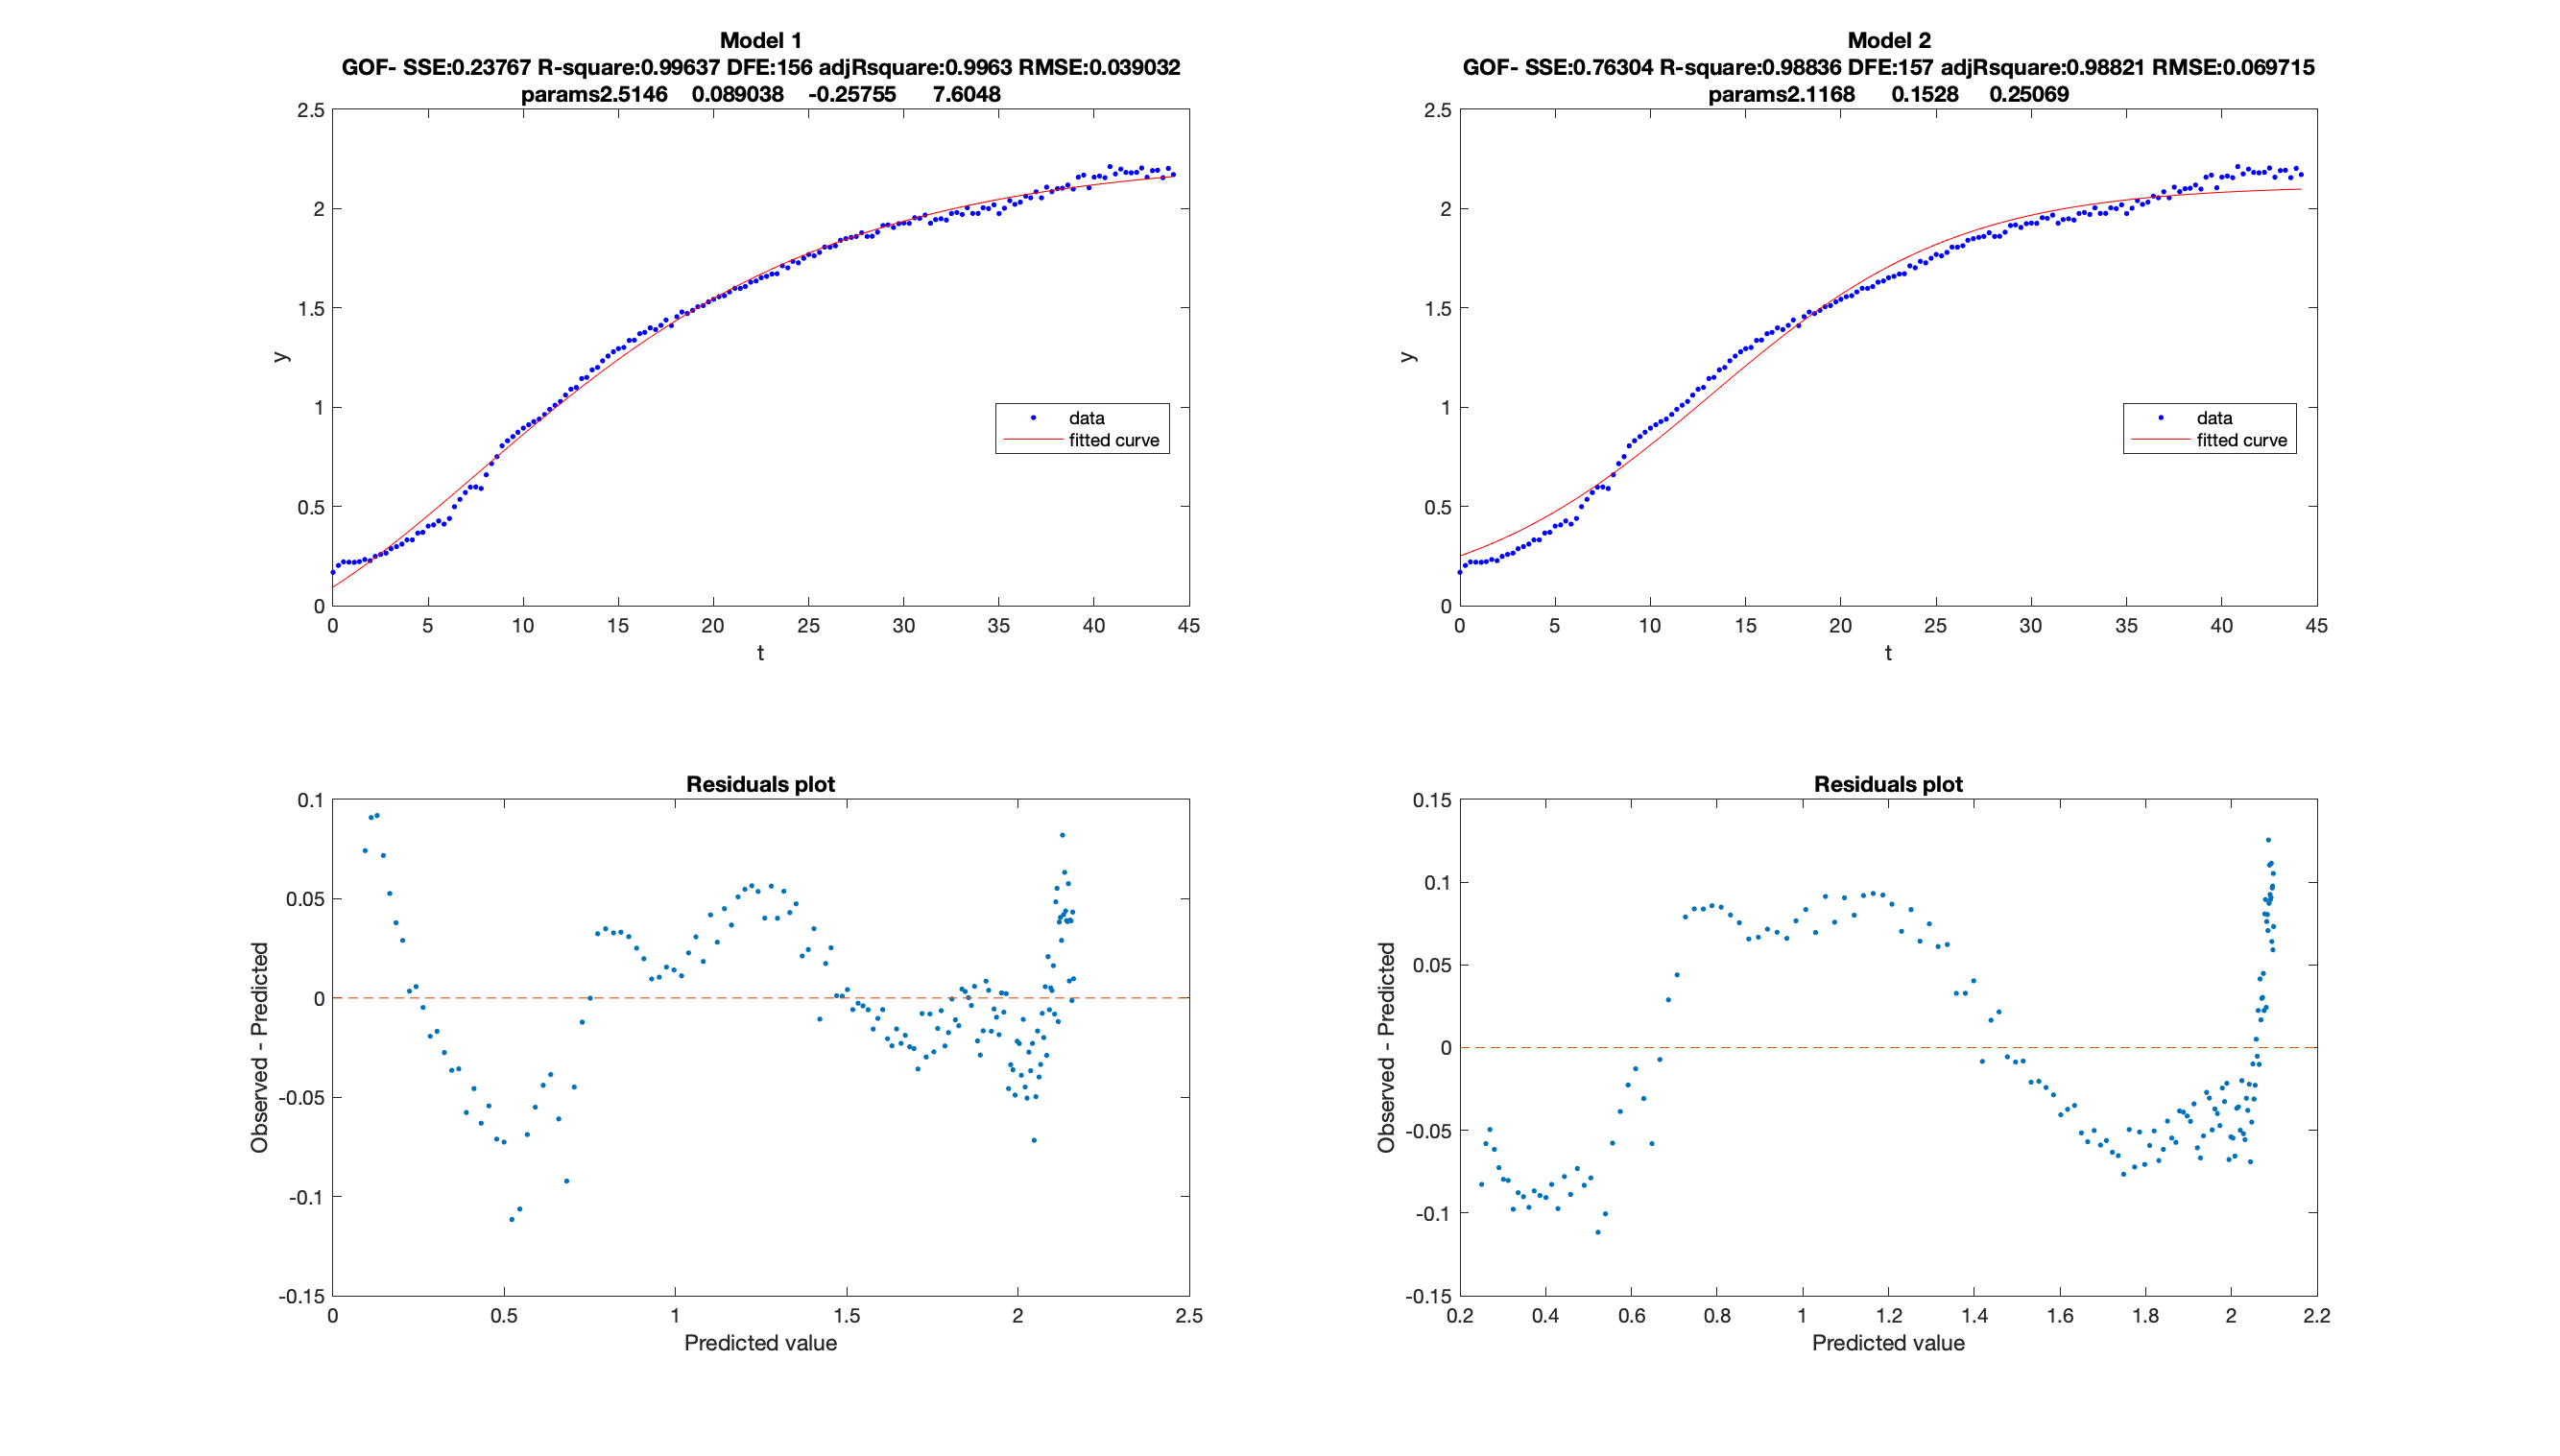 Model 1
GOF- SSE:0.23767 R-square:0.99637 DFE:156 adjRsquare:0.9963 RMSE:0.039032
params2.5146 0.089038 -0.25755 7.6048
2.5
2
1.5
1
0.5
0
y
0 5 10 15 20 25 30 35 40 45
t
data
fitted curve
Model 2
GOF- SSE:0.76304 R-square:0.98836 DFE:157 adjRsquare:0.98821 RMSE:0.069715
params2.1168 0.1528 0.25069
2.5
2
1.5
1
0.5
0
y
0 5 10 15 20 25 30 35 40 45
t
data
fitted curve
Residuals plot
0.1
0.05
0
-0.05
-0.1
-0.15
Observed - Predicted
0 0.5 1 1.5 2 2.5
Predicted value
Residuals plot
0.15
0.1
0.05
0
-0.05
-0.1
-0.15
Observed - Predicted
0.2 0.4 0.6 0.8 1 1.2 1.4 1.6 1.8 2 2.2
Predicted value